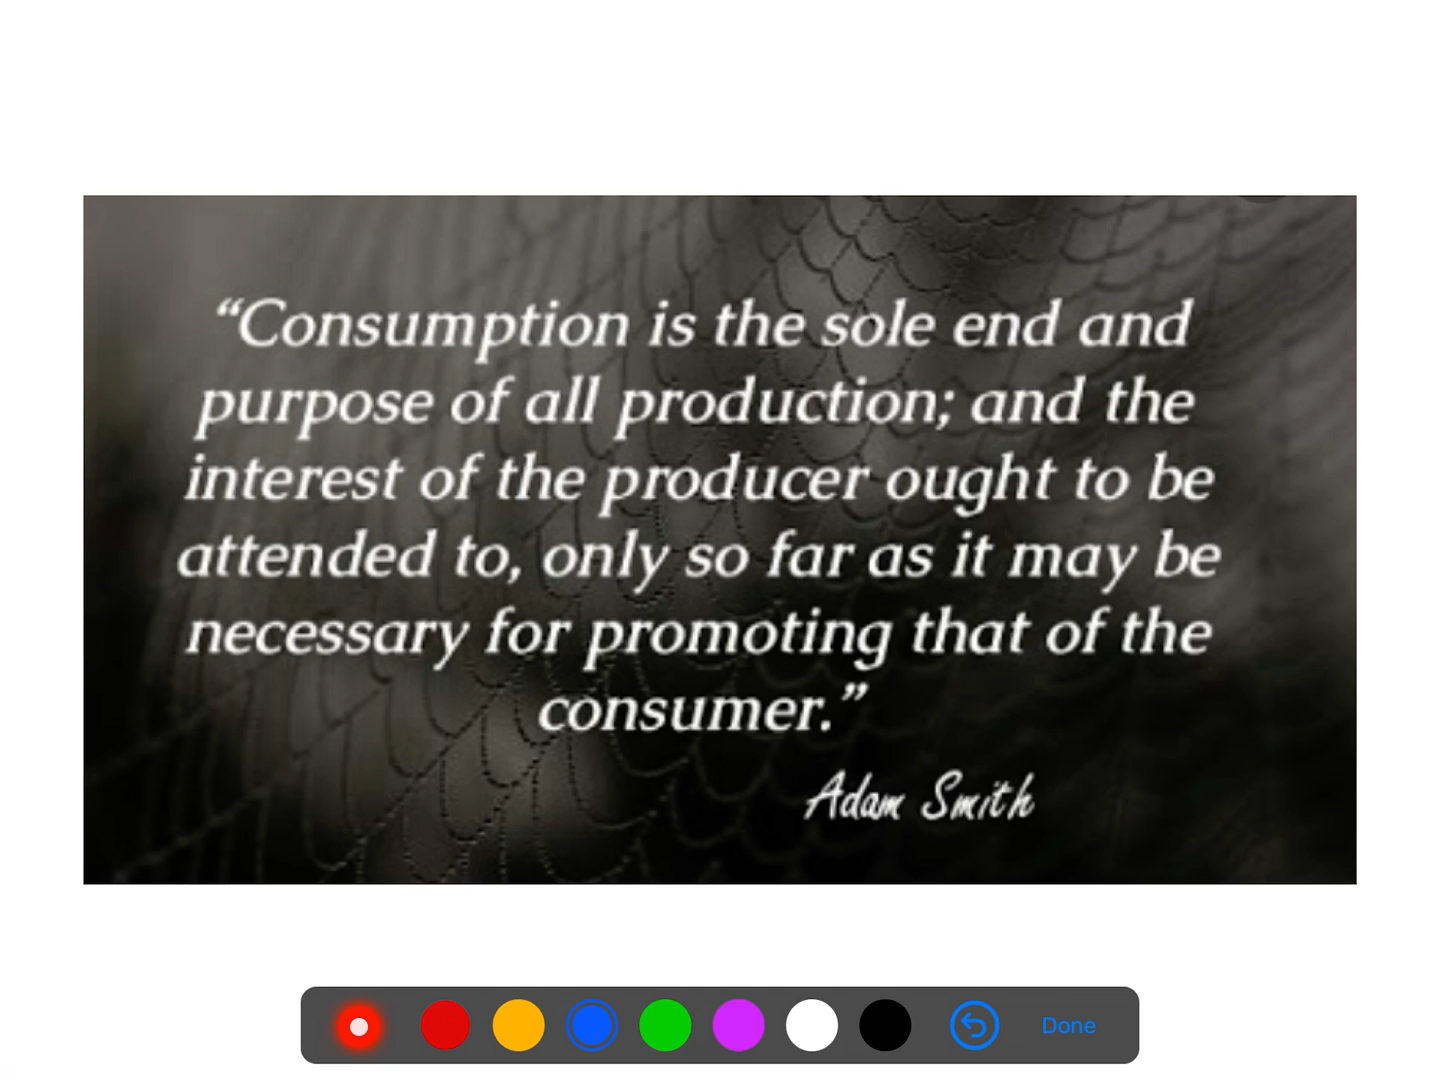 “Consumption is the sole end and
purpose of all production; and the
interest of the producer ought to be
attended to, only so far as it may be
necessary for promoting that of the
consumer.”
Adam Smith
Done